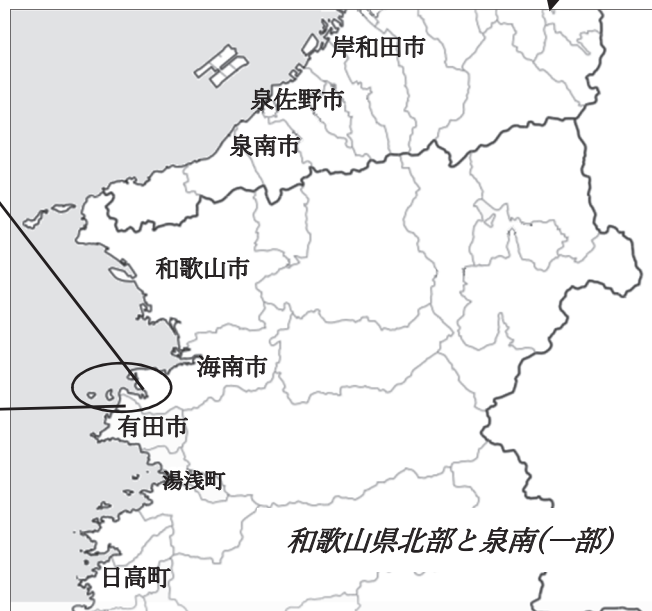 岸和田市
泉佐野市
泉南市
和歌山市
海南市
有田市
湯浅町
和歌山県北部と泉南(一部)
日高町